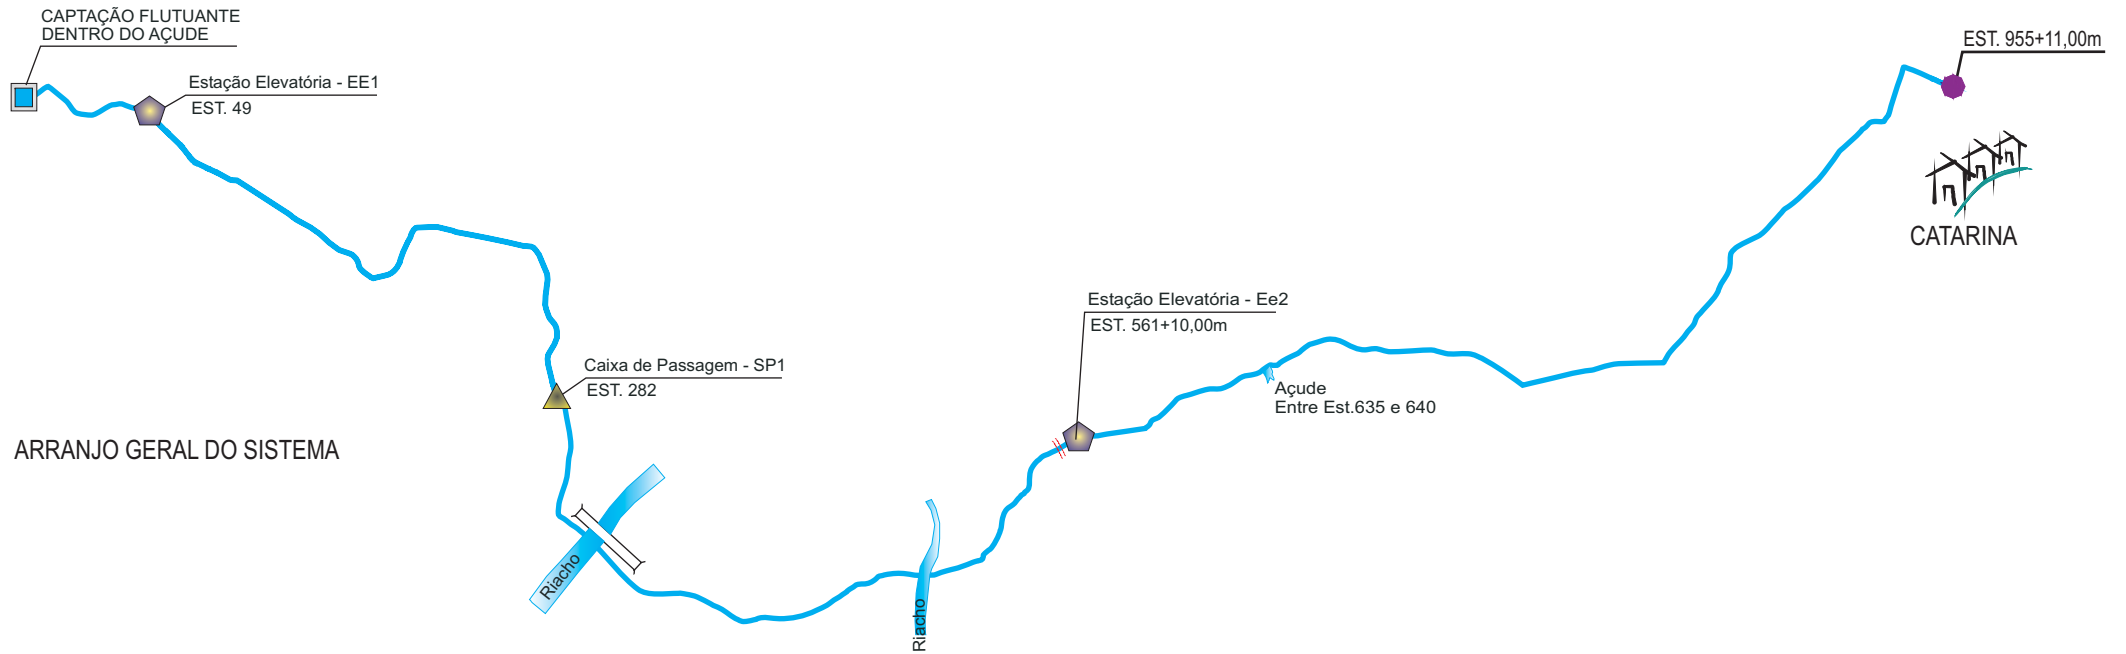 CAPTAÇÃO FLUTUANTE
DENTRO DO AÇUDE
Estação Elevatória - EE1
EST. 49
EST. 955+11,00m
CATARINA
Estação Elevatória - Ee2
EST. 561+10,00m
Caixa de Passagem - SP1
EST. 282
Açude
Entre Est.635 e 640
ARRANJO GERAL DO SISTEMA
Riacho
Riacho